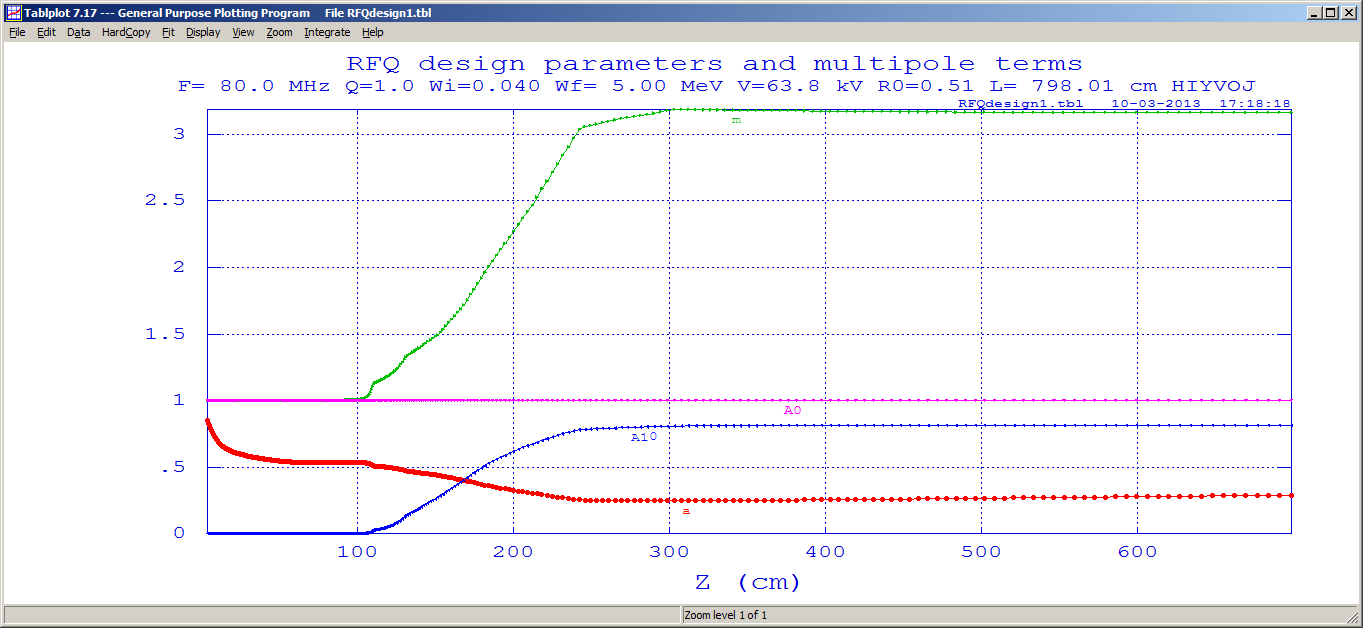 Tablplot 7.17 --- General Purpose Plotting Program File RFQdesign1.tbl
File Edit Data HardCopy Fit Display View Zoom Integrate Help
RFQ design parameters and multipole terms
F= 80.0 MHz Q=1.0 Wi=0.040 Wf= 5.00 MeV V=63.8 kV R0=0.51 L= 798.01 cm HIYVOJ
RFQdesign1.tbl 10-03-2013 17:18:18
m
3
2.5
2
1.5
1
A0
A10
.5
a
0
100 200 300 400 500 600
Z (cm)
Zoom level 1 of 1